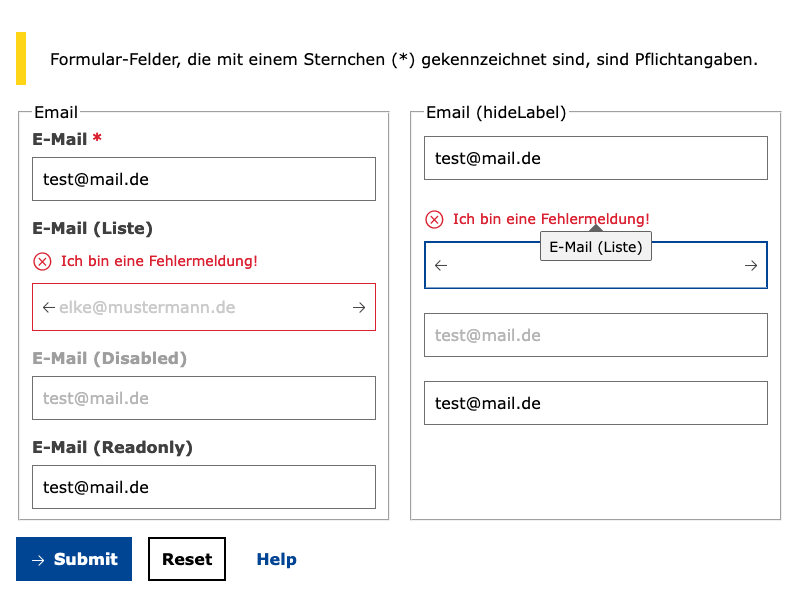 Formular-Felder, die mit einem Sternchen (*) gekennzeichnet sind, sind Pflichtangaben.
Email
E-Mail *
test@mail.de
E-Mail (Liste)
Ich bin eine Fehlermeldung!
elke@mustermann.de
E-Mail (Disabled)
test@mail.de
E-Mail (Readonly)
test@mail.de
Email (hideLabel)
test@mail.de
Ich bin eine Fehlermeldung!
E-Mail (Liste)
test@mail.de
test@mail.de
Submit
Reset
Help